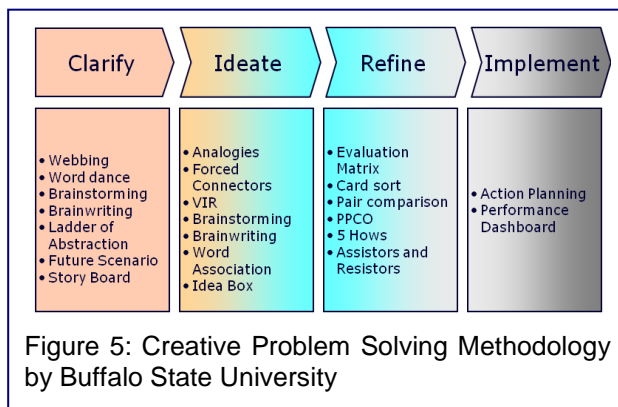 Clarify
Ideate
Refine
Implement
• Webbing
• Word dance
• Brainstorming
• Brainwriting
• Ladder of
Abstraction
• Future Scenario
• Story Board
• Analogies
• Forced
Connectors
• VIR
• Brainstorming
• Brainwriting
• Word
Association
• Idea Box
• Evaluation
Matrix
• Card sort
• Pair comparison
• PPCO
• 5 Hows
• Assistors and
Resistors
• Action Planning
• Performance
Dashboard
Figure 5: Creative Problem Solving Methodology
by Buffalo State University